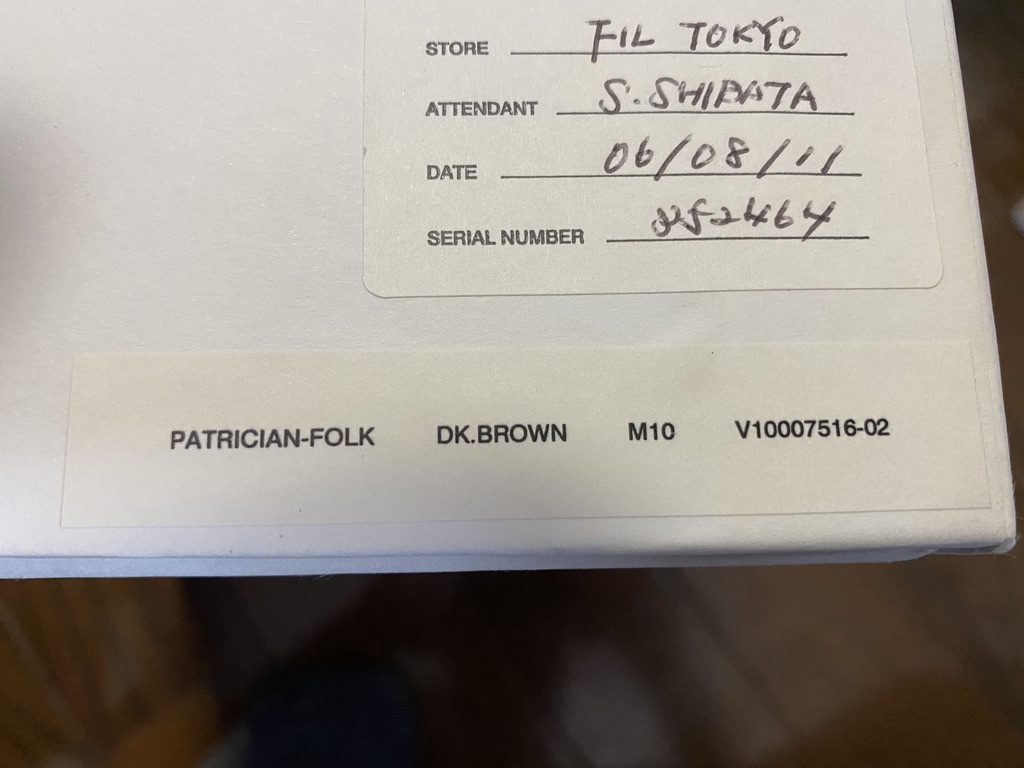 STORE FIL TOKYO
ATTENDANT S. SHIBATA
DATE 06/08/11
SERIAL NUMBER
PATRICIAN-FOLK DK.BROWN M10 V10007516-02